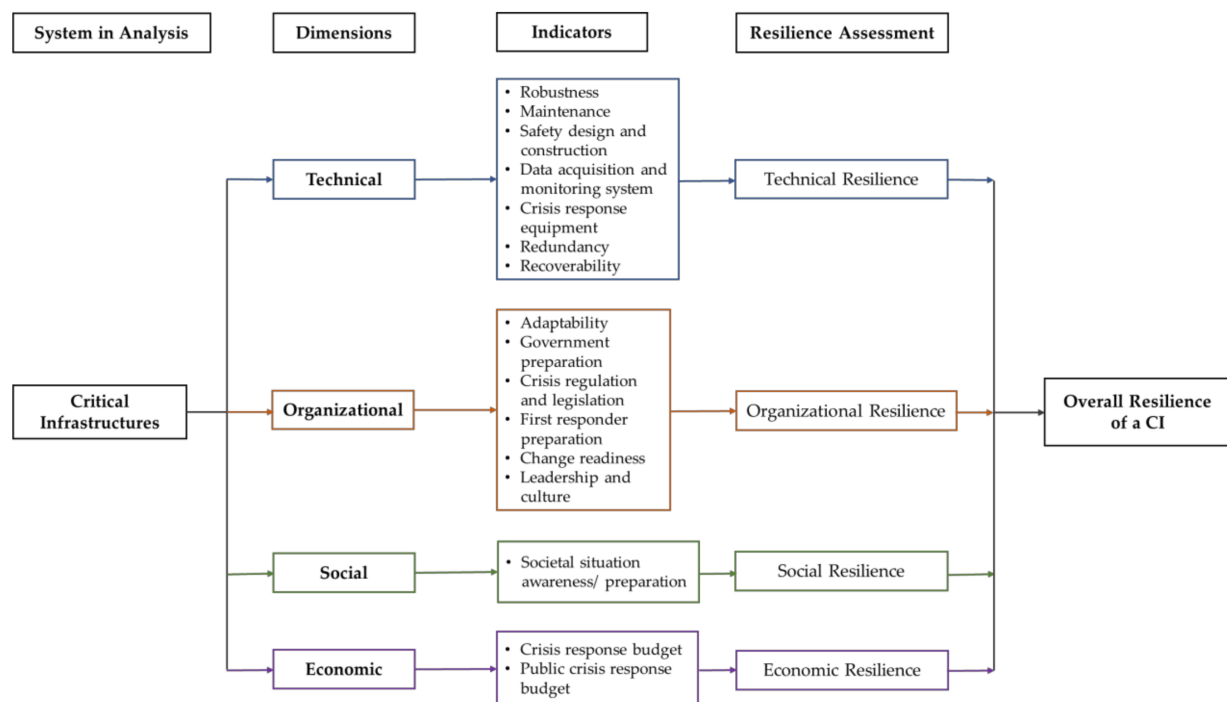 System in Analysis
Dimensions
Indicators
Resilience Assessment
Critical
Infrastructures
Technical
• Robustness
• Maintenance
• Safety design and
construction
• Data acquisition and
monitoring system
• Crisis response
equipment
• Redundancy
• Recoverability
Technical Resilience
Organizational
• Adaptability
• Government
preparation
• Crisis regulation
and legislation
• First responder
preparation
• Change readiness
• Leadership and
culture
Organizational Resilience
Social
• Societal situation
awareness/ preparation
Social Resilience
Economic
• Crisis response budget
• Public crisis response
budget
Economic Resilience
Overall Resilience
of a CI